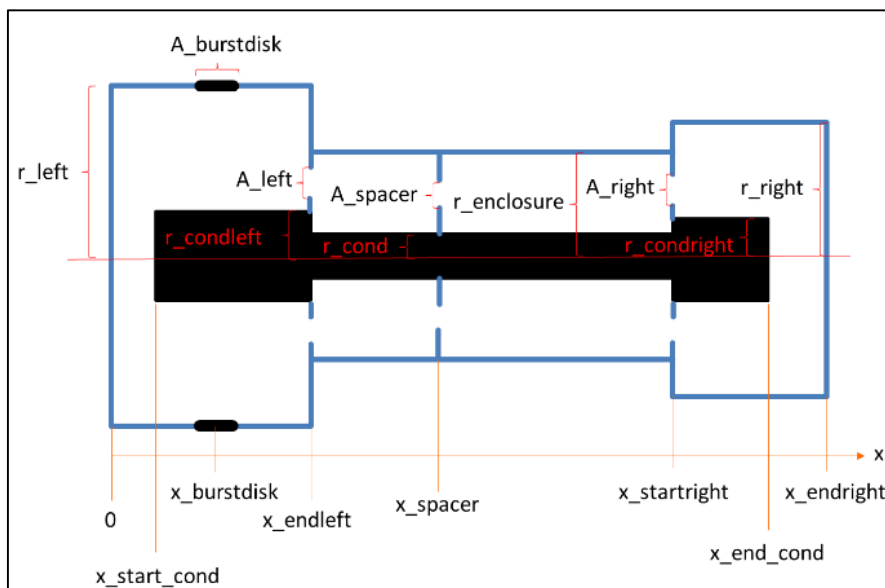 A_burstdisk
r_left
A_left
A_spacer
r_enclosure
A_right
r_right
r_condleft
r_cond
r_condright
x
0
x_burstdisk
x_endleft
x_spacer
x_startright
x_endright
x_start_cond
x_end_cond